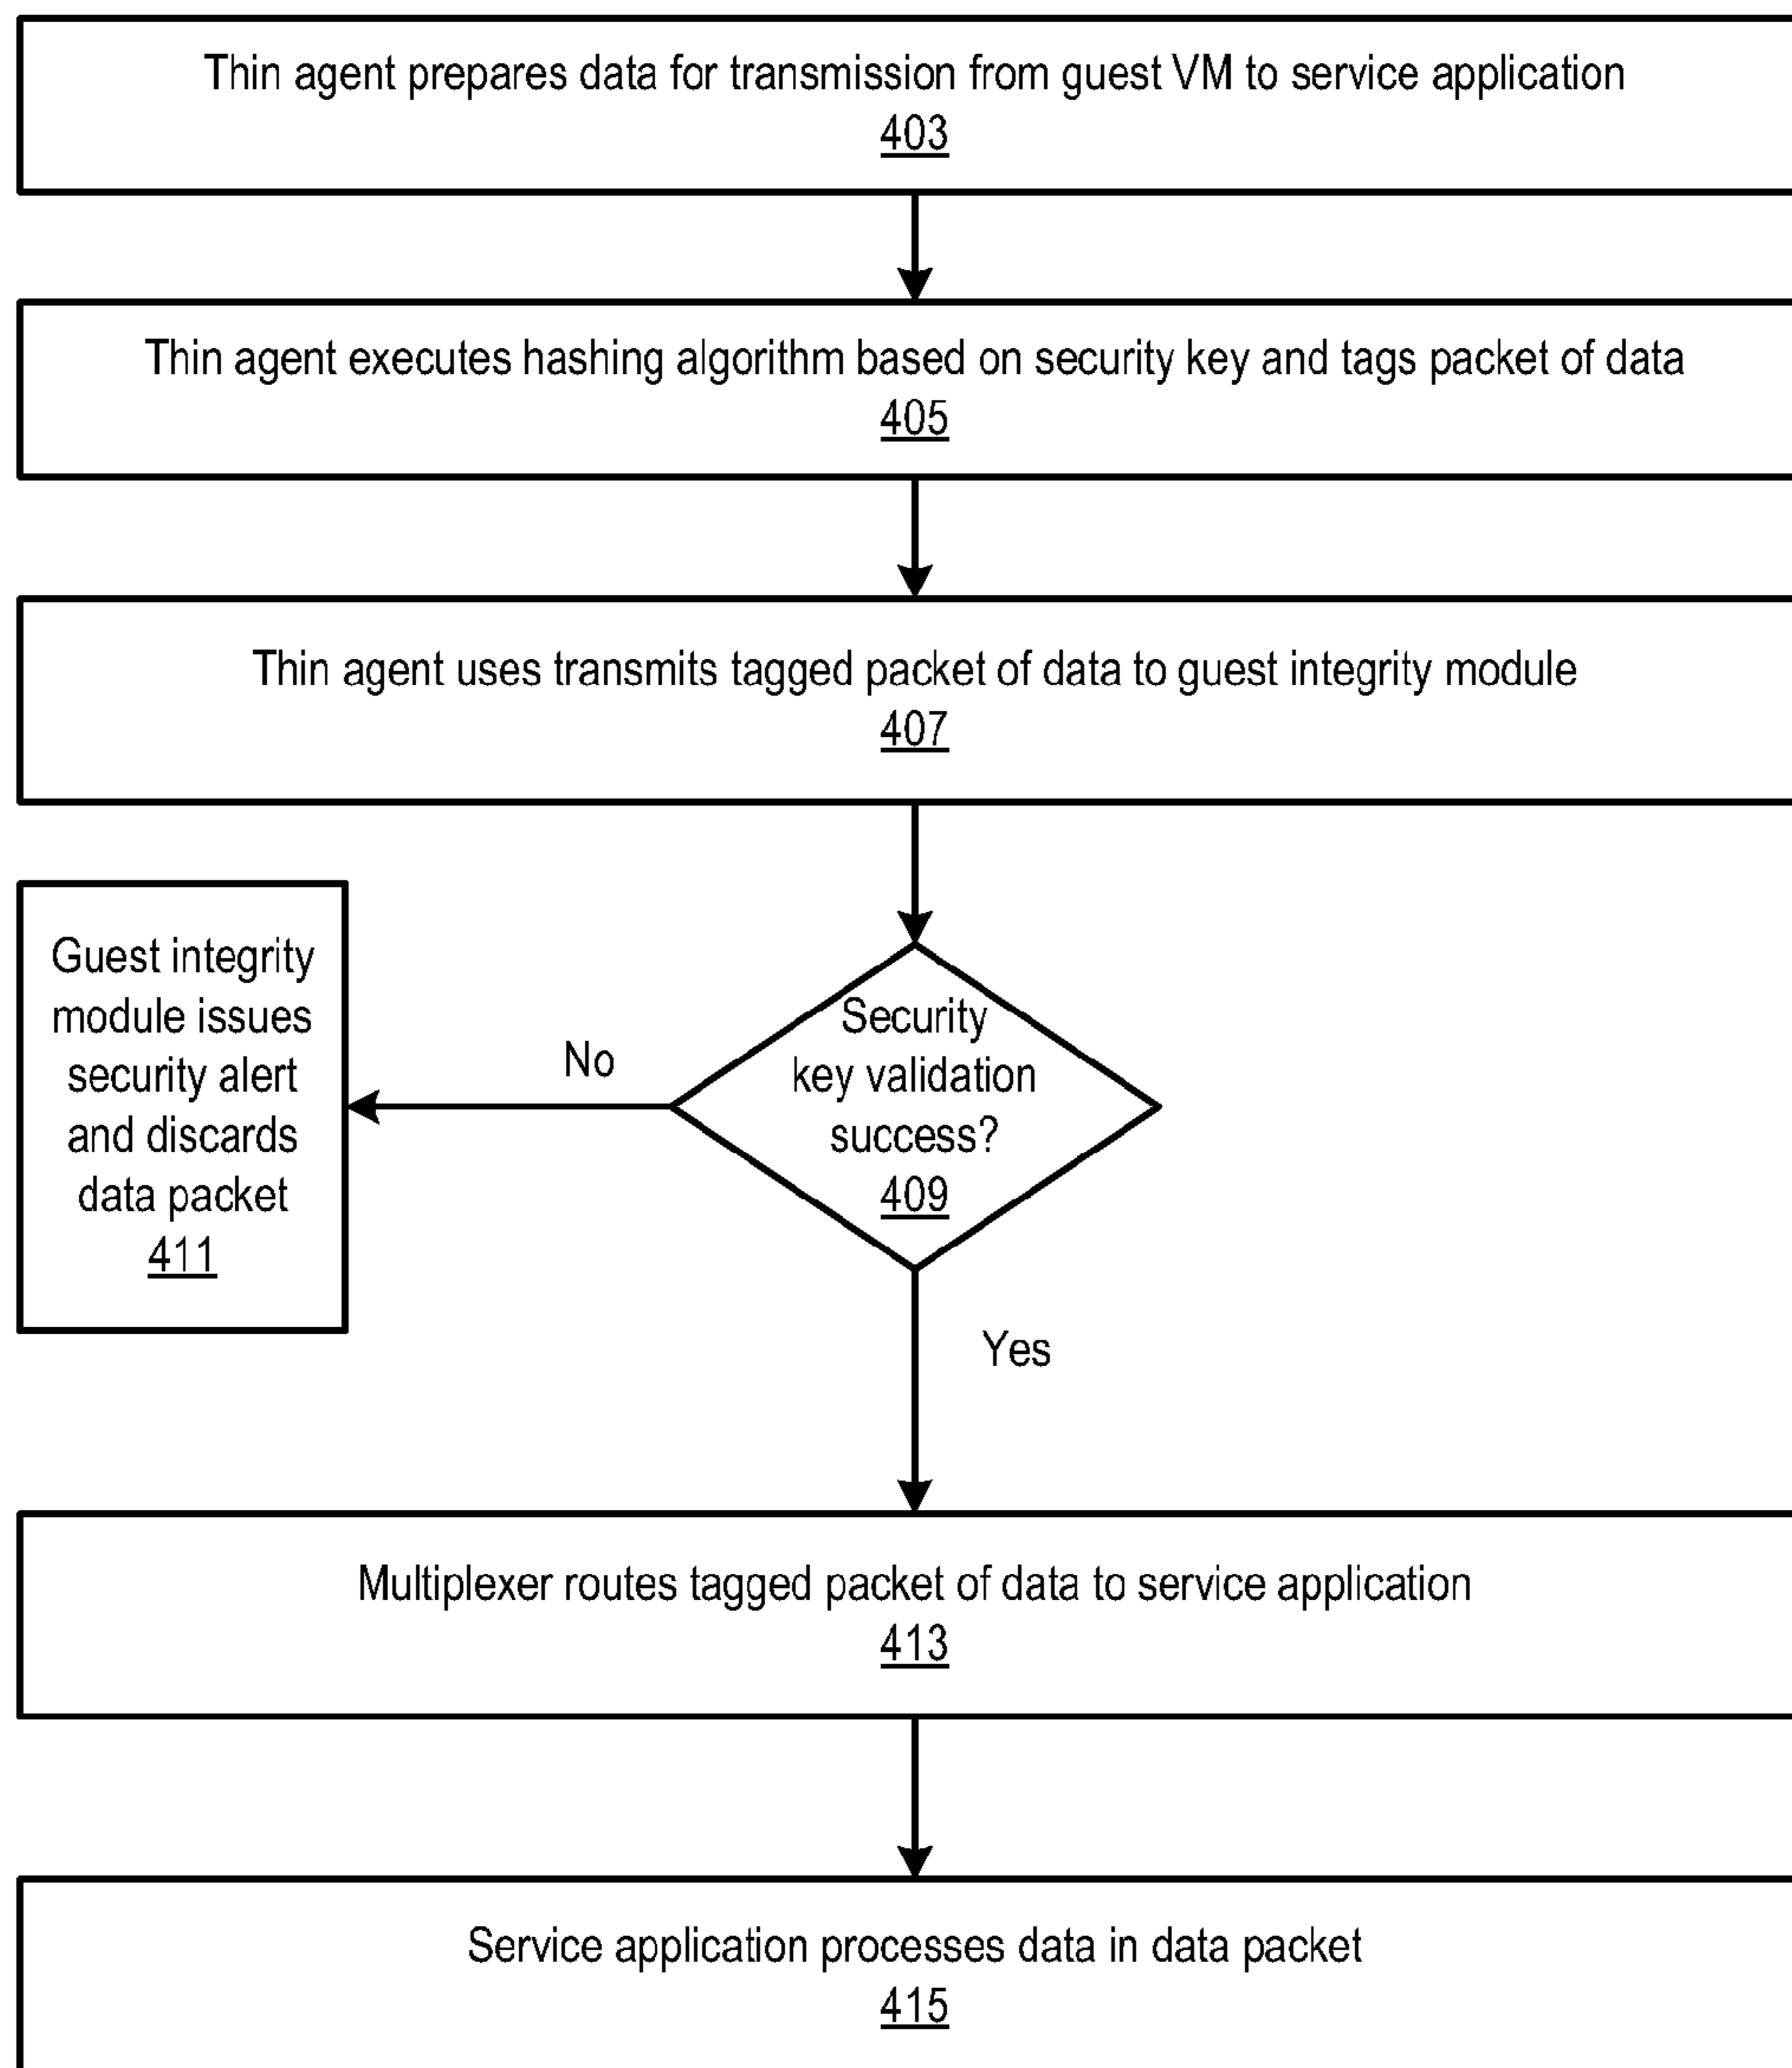 Thin agent prepares data for transmission from guest VM to service application
403
Thin agent executes hashing algorithm based on security key and tags packet of data
405
Thin agent uses transmits tagged packet of data to guest integrity module
407
Guest integrity
module issues
security alert
and discards
data packet
411
No
Security
key validation
success?
409
Yes
Multiplexer routes tagged packet of data to service application
413
Service application processes data in data packet
415